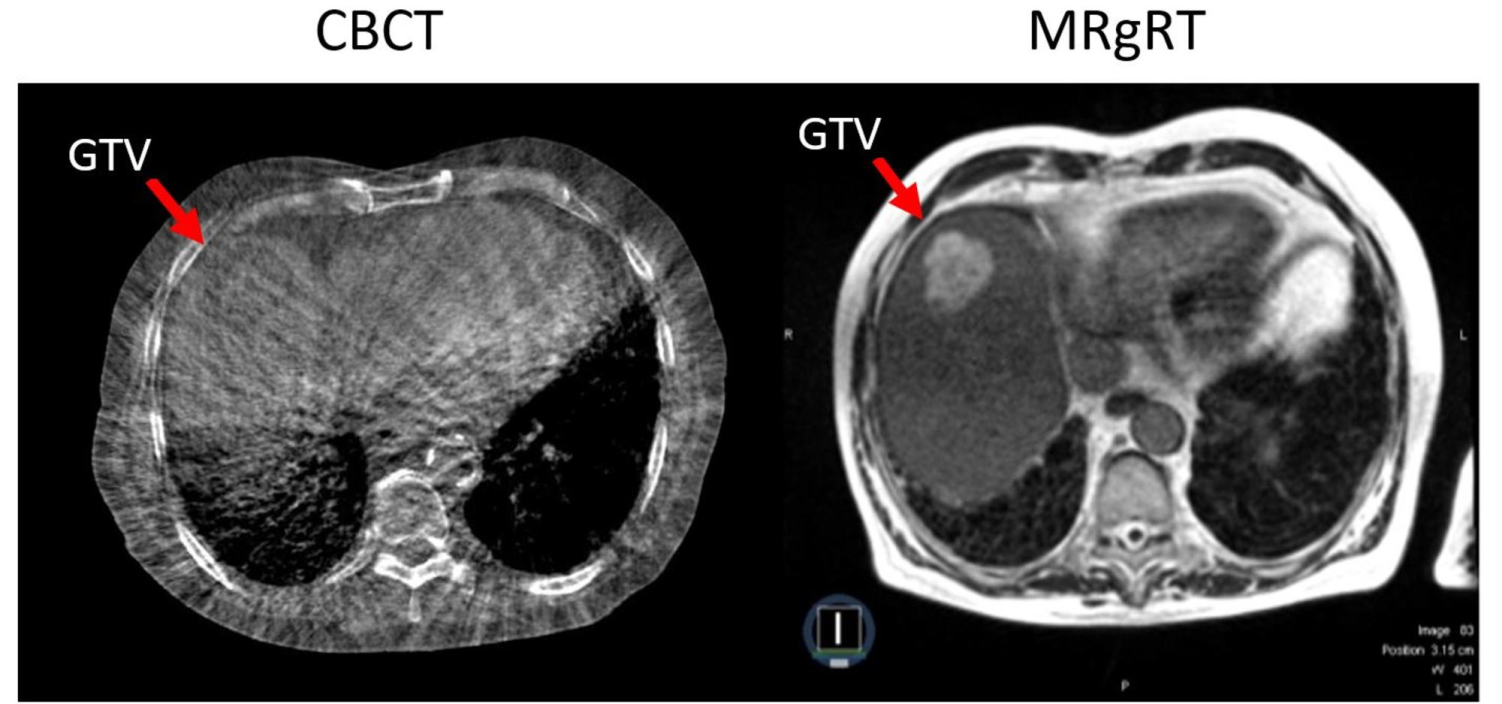 CBCT
MRgRT
GTV
GTV
R
L
I
Image 83
Position 3.15 cm
W 401
L 206
P